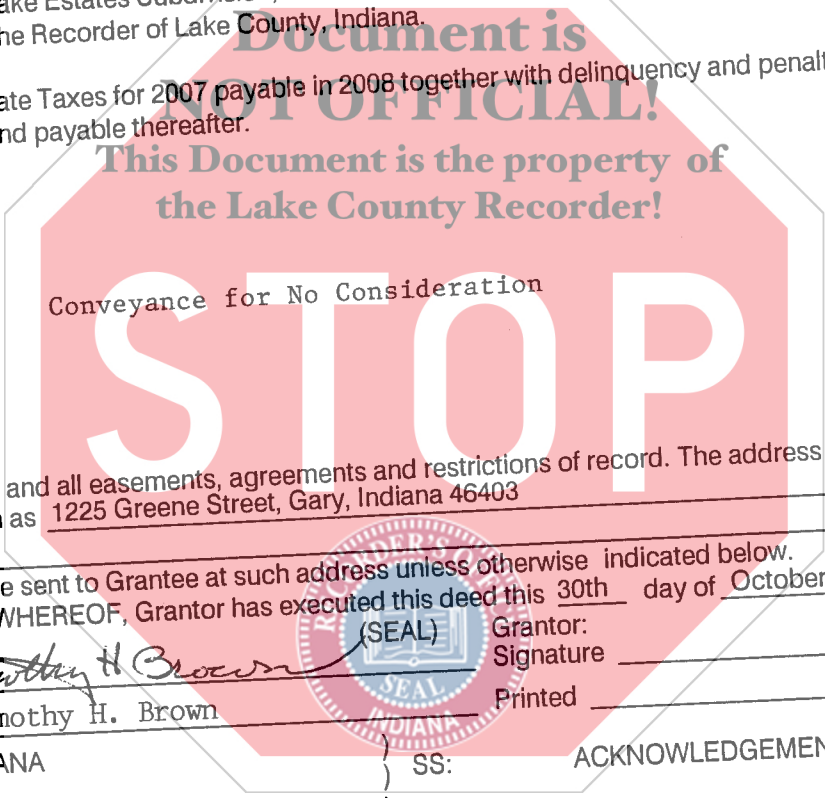 ake Estates
he Recorder of Lake County, Indiana.
Document is
ate Taxes for 2007 payable in 2008 together with delinquency and penalt
NOT OFFICIAL!
nd payable thereafter.
This Document is the property of
the Lake County Recorder!
Conveyance for No Consideration
STOP
and all easements, agreements and restrictions of record. The address
as 1225 Greene Street, Gary, Indiana 46403
e sent to Grantee at such address unless otherwise indicated below.
WHEREOF, Grantor has executed this deed this 30th day of October
RECORDER'S OFFICE
(SEAL) Grantor:
othy H Brown Signature
SEAL
mothy H. Brown Printed
INDIANA
ANA ) SS: ACKNOWLEDGEMEN
)